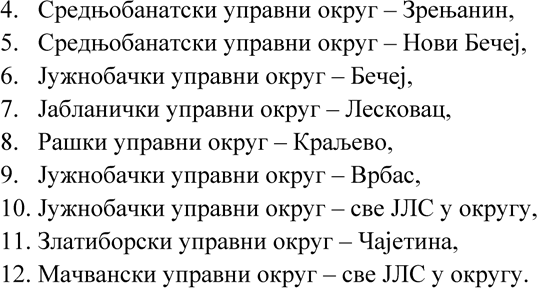 4. Средњобанатски управни округ – Зрењанин,
5. Средњобанатски управни округ – Нови Бечеј,
6. Јужнобачки управни округ – Бечеј,
7. Јабланички управни округ – Лесковац,
8. Рашки управни округ – Краљево,
9. Јужнобачки управни округ – Врбас,
10. Јужнобачки управни округ – све ЈЛС у округу,
11. Златиборски управни округ – Чајетина,
12. Мачвански управни округ – све ЈЛС у округу.